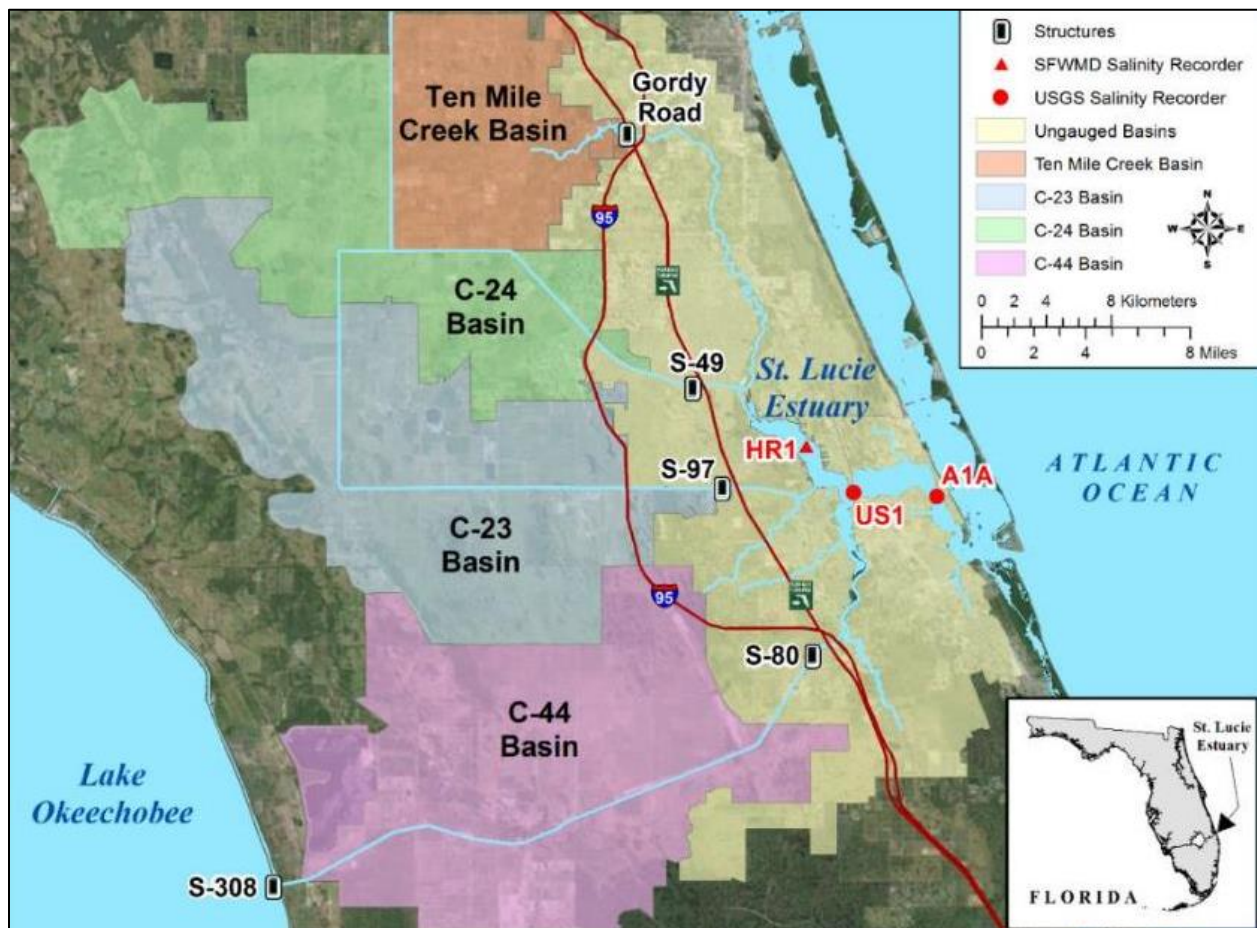 Structures
SFWMD Salinity Recorder
USGS Salinity Recorder
Ungauged Basins
Ten Mile Creek Basin
C-23 Basin
C-24 Basin
C-44 Basin
N
W
E
S
0 2 4 8 Kilometers
0 2 4 8 Miles
Gordy
Road
Ten Mile
Creek Basin
95
C-24
Basin
S-49
St. Lucie
Estuary
HR1
A1A
US1
ATLANTIC
OCEAN
S-97
C-23
Basin
95
S-80
C-44
Basin
Lake
Okeechobee
S-308
St. Lucie
Estuary
FLORIDA